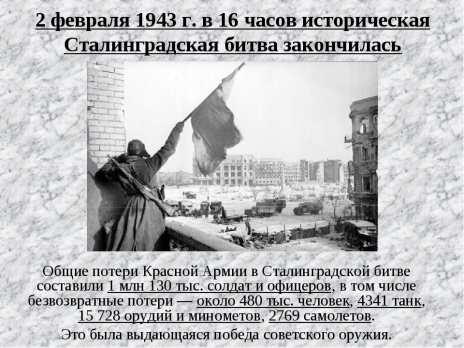 2 февраля 1943 г. в 16 часов историческая
Сталинградская битва закончилась
Общие потери Красной Армии в Сталинградской битве
составили 1 млн 130 тыс. солдат и офицеров, в том числе
безвозвратные потери — около 480 тыс. человек, 4341 танк,
15 728 орудий и минометов, 2769 самолетов.
Это была выдающаяся победа советского оружия.